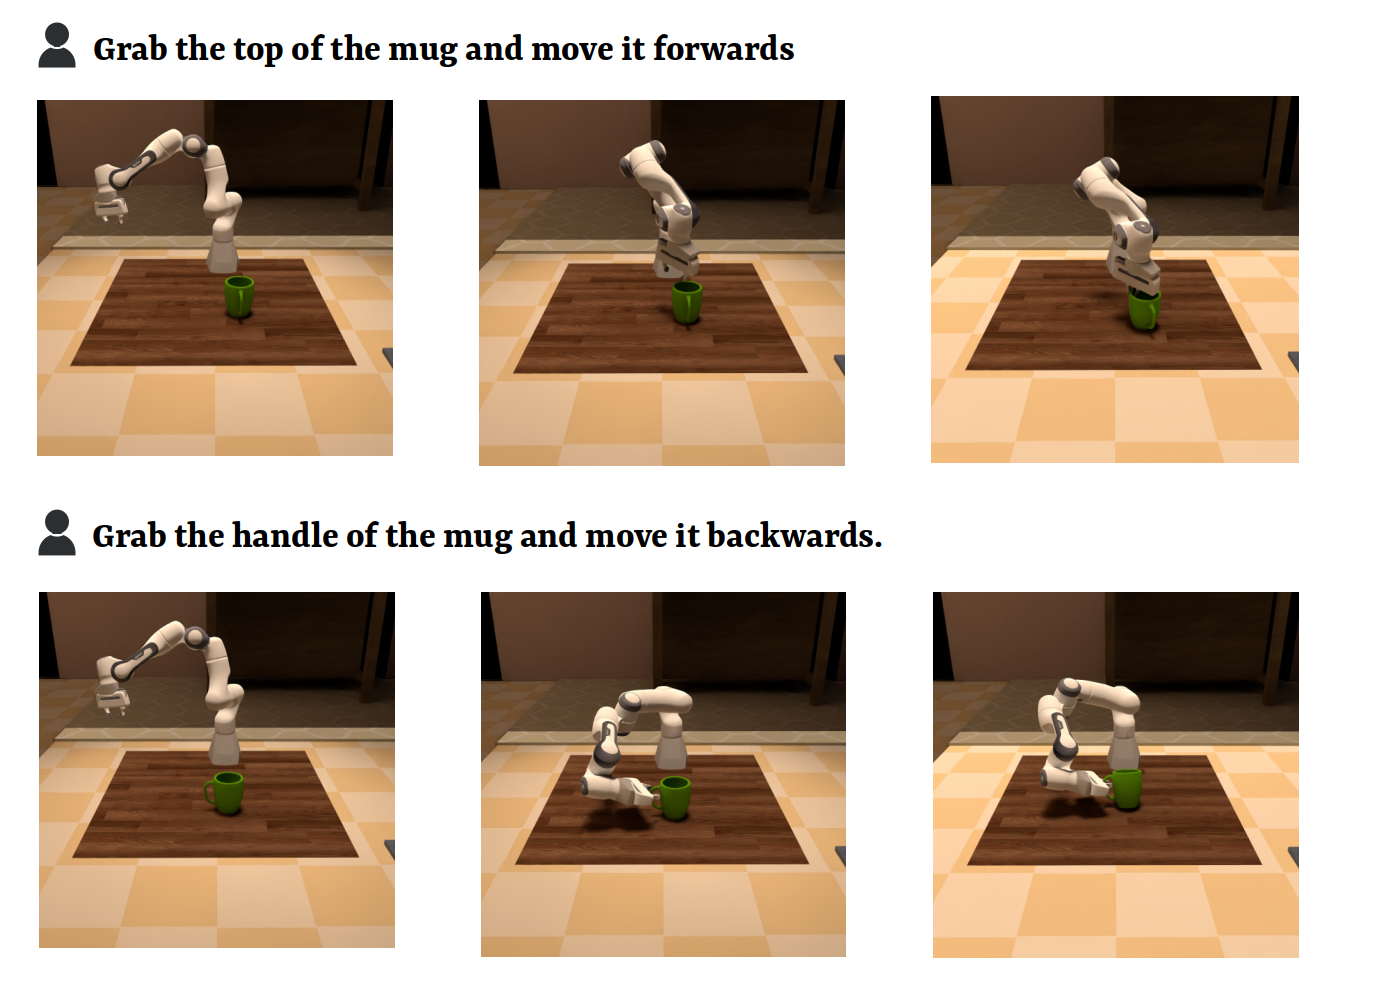 Grab the top of the mug and move it forwards
Grab the handle of the mug and move it backwards.